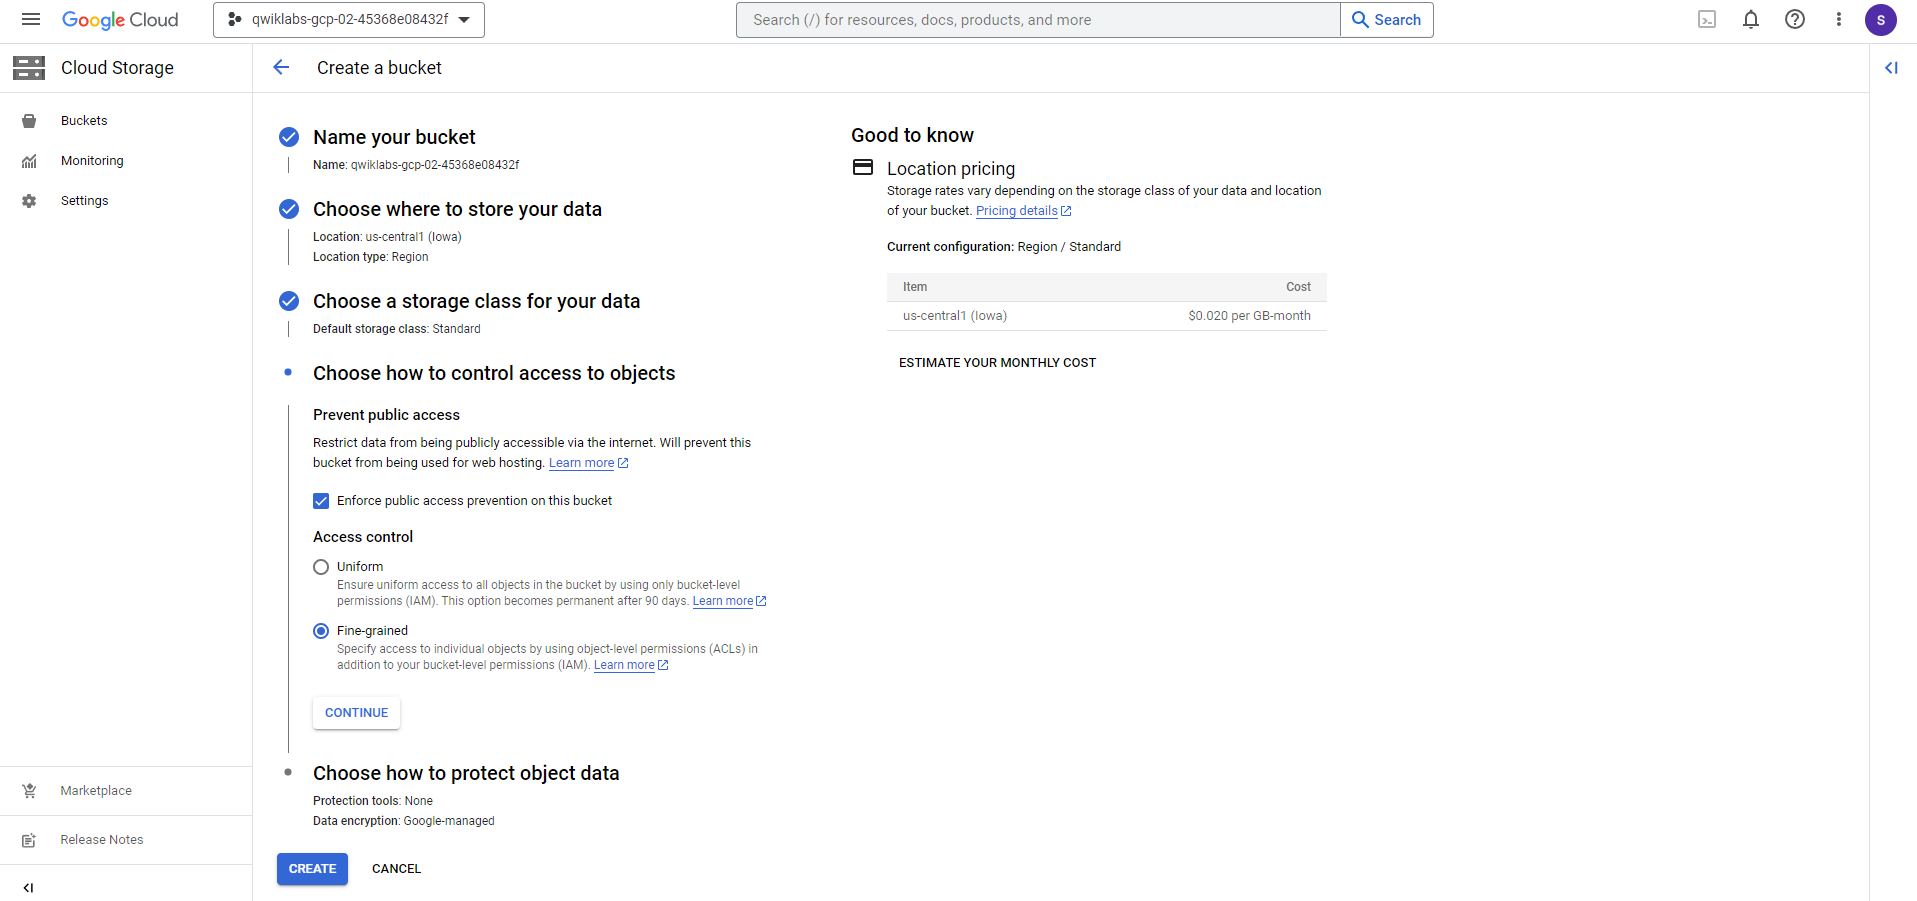 Google Cloud
qwiklabs-gcp-02-45368e08432f
Search (/) for resources, docs, products, and more
Search
S
Cloud Storage
Create a bucket
Buckets
Monitoring
Settings
Marketplace
Release Notes
Name your bucket
Name: qwiklabs-gcp-02-45368e08432f
Choose where to store your data
Location: us-central1 (Iowa)
Location type: Region
Choose a storage class for your data
Default storage class: Standard
Choose how to control access to objects
Prevent public access
Restrict data from being publicly accessible via the internet. Will prevent this
bucket from being used for web hosting. Learn more
Enforce public access prevention on this bucket
Access control
Uniform
Ensure uniform access to all objects in the bucket by using only bucket-level
permissions (IAM). This option becomes permanent after 90 days. Learn more
Fine-grained
Specify access to individual objects by using object-level permissions (ACLs) in
addition to your bucket-level permissions (IAM). Learn more
CONTINUE
Choose how to protect object data
Protection tools: None
Data encryption: Google-managed
CREATE
CANCEL
Good to know
Location pricing
Storage rates vary depending on the storage class of your data and location
of your bucket. Pricing details
Current configuration: Region / Standard
Item Cost
us-central1 (Iowa) $0.020 per GB-month
ESTIMATE YOUR MONTHLY COST